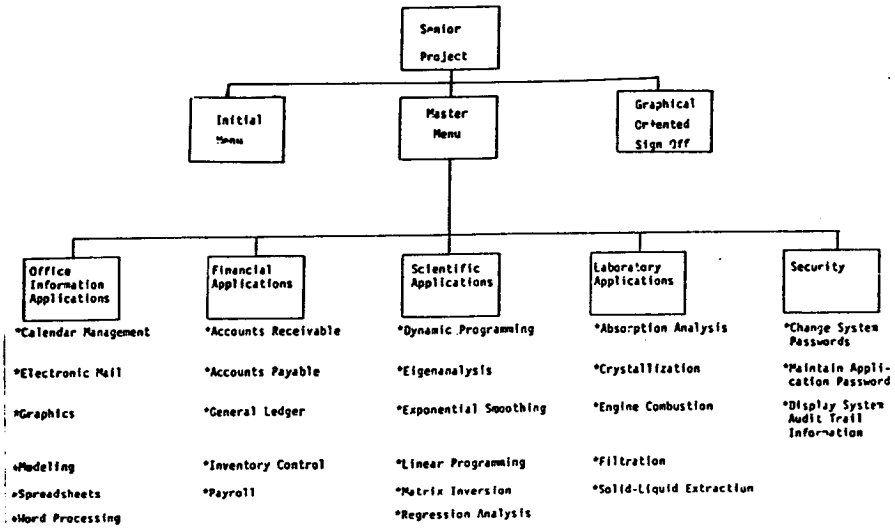 Senior
Project
Initial
Menu
Master
Menu
Graphical
Oriented
Sign Off
Office
Information
Applications
*Calendar Management
*Electronic Mail
*Graphics
*Modeling
*Spreadsheets
*Word Processing
Financial
Applications
*Accounts Receivable
*Accounts Payable
*General Ledger
*Inventory Control
*Payroll
Scientific
Applications
*Dynamic Programming
*Eigenanalysis
*Exponential Smoothing
*Linear Programming
*Matrix Inversion
*Regression Analysis
Laboratory
Applications
*Absorption Analysis
*Crystallization
*Engine Combustion
*Filtration
*Solid-Liquid Extraction
Security
*Change System
Passwords
*Maintain Appli-
cation Password
*Display System
Audit Trail
Information